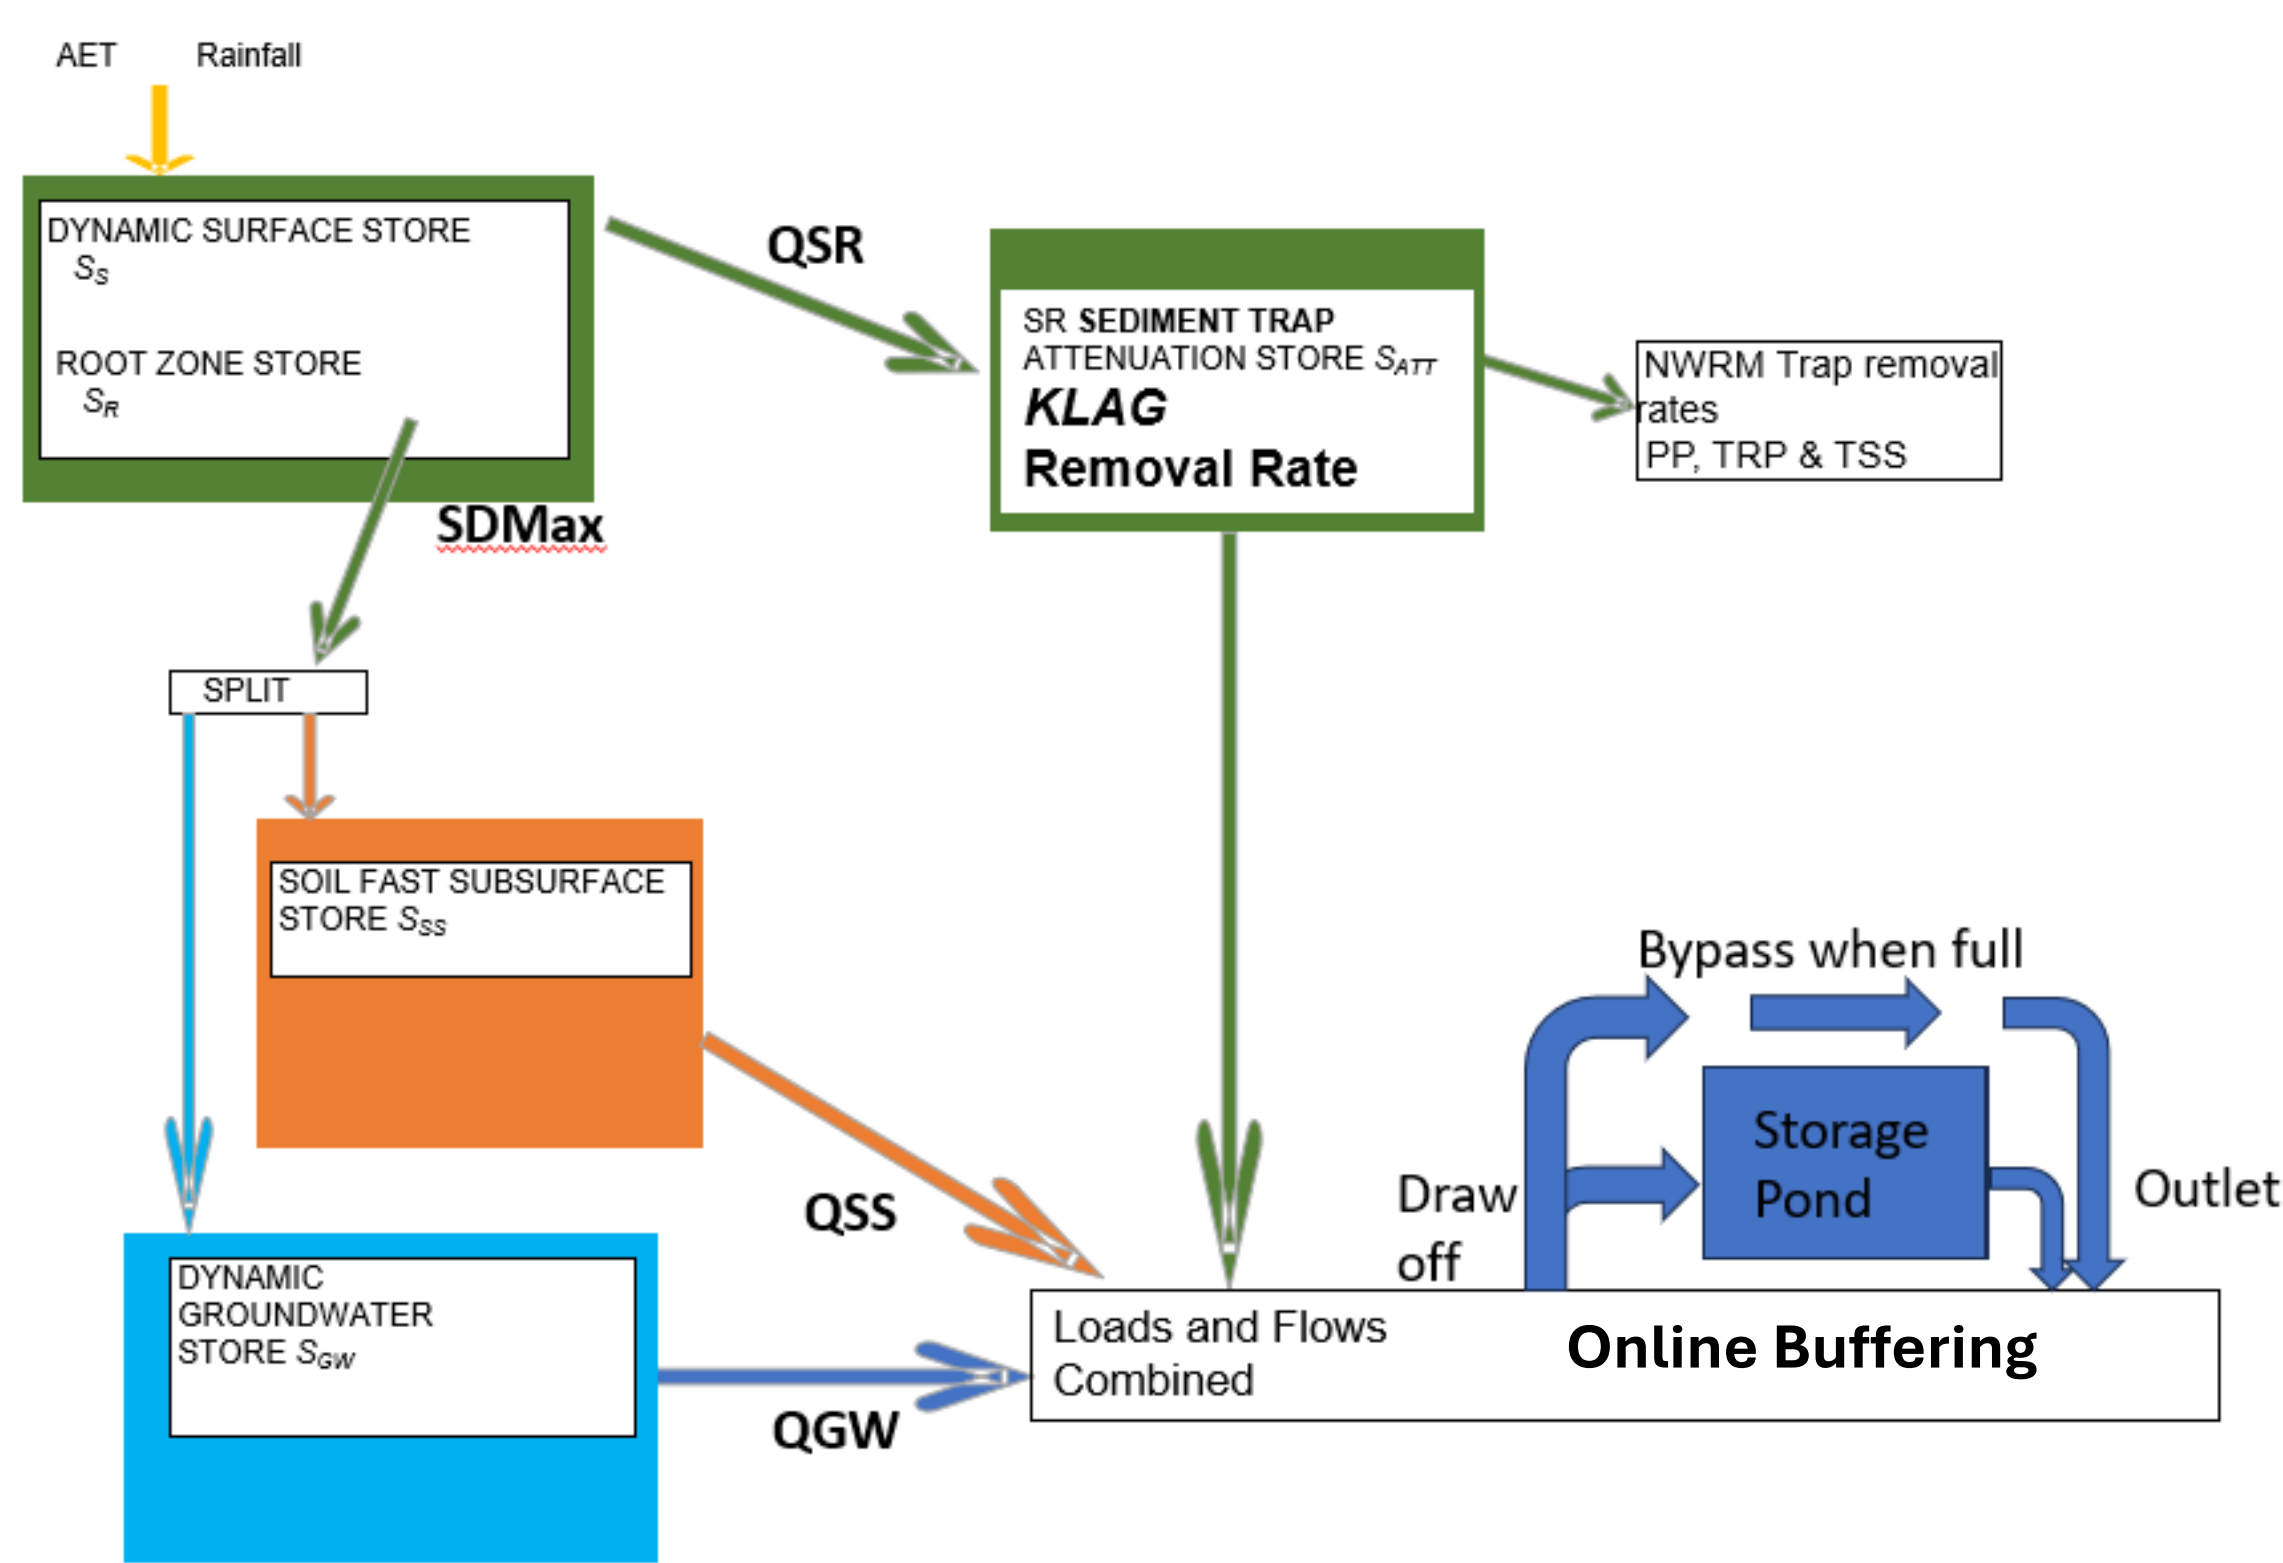 AET Rainfall
DYNAMIC SURFACE STORE
SS
ROOT ZONE STORE
SR
QSR
SR SEDIMENT TRAP
ATTENUATION STORE SATT
KLAG
Removal Rate
NWRM Trap removal
rates
PP, TRP & TSS
SDMax
SPLIT
SOIL FAST SUBSURFACE
STORE SSS
QSS
DYNAMIC
GROUNDWATER
STORE SGW
QGW
Loads and Flows
Combined
Online Buffering
Bypass when full
Draw
off
Storage
Pond
Outlet